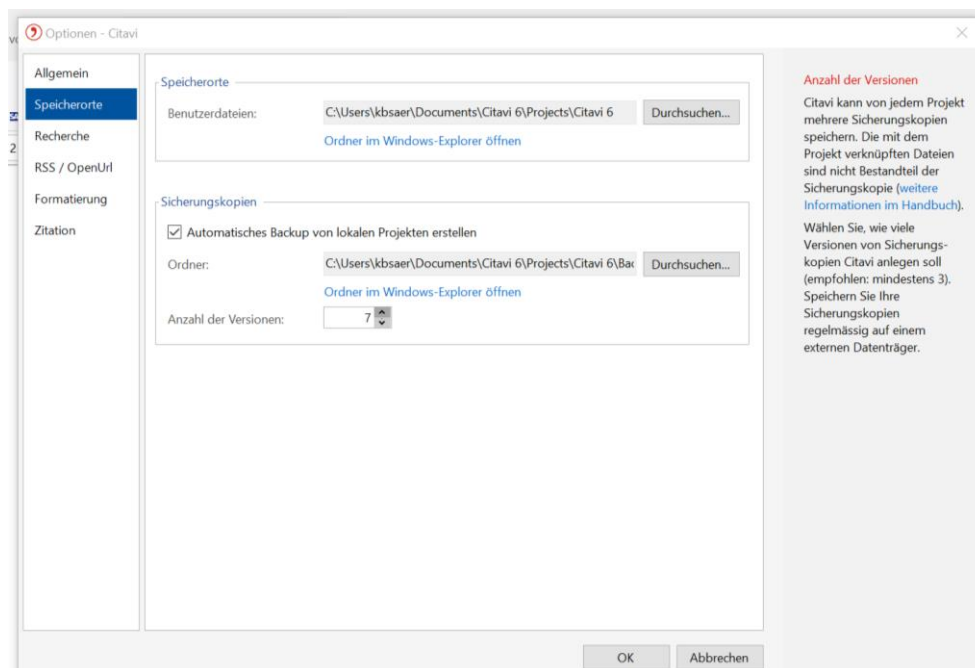 Optionen - Citavi
Allgemein
Speicherorte
Recherche
RSS / OpenUrl
Formatierung
Zitation
Speicherorte
Benutzerdateien: C:\Users\kbsaer\Documents\Citavi 6\Projects\Citavi 6 Durchsuchen...
Ordner im Windows-Explorer öffnen
Sicherungskopien
Automatisches Backup von lokalen Projekten erstellen
Ordner: C:\Users\kbsaer\Documents\Citavi 6\Projects\Citavi 6\Bac Durchsuchen...
Ordner im Windows-Explorer öffnen
Anzahl der Versionen: 7
Anzahl der Versionen
Citavi kann von jedem Projekt
mehrere Sicherungskopien
speichern. Die mit dem
Projekt verknüpften Dateien
sind nicht Bestandteil der
Sicherungskopie (weitere
Informationen im Handbuch).
Wählen Sie, wie viele
Versionen von Sicherungs-
kopien Citavi anlegen soll
(empfohlen: mindestens 3).
Speichern Sie Ihre
Sicherungskopien
regelmässig auf einem
externen Datenträger.
OK Abbrechen